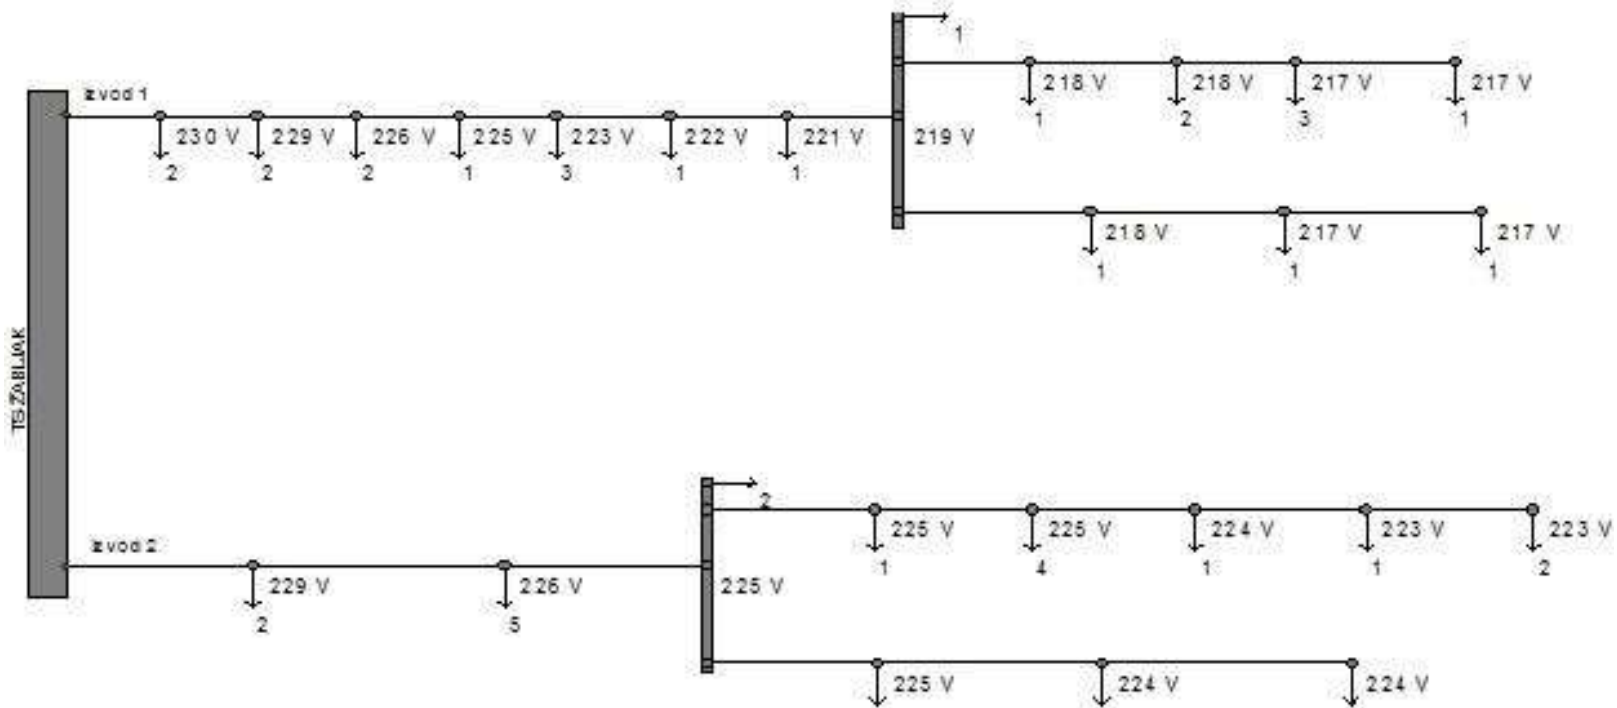 1
218 V
218 V
217 V
217 V
1
2
3
1
Izvod 1
230 V
229 V
226 V
225 V
223 V
222 V
221 V
219 V
2
2
2
1
3
1
1
218 V
217 V
217 V
1
1
1
TS ZABLJAK
2
225 V
225 V
224 V
223 V
223 V
1
4
1
1
2
Izvod 2
229 V
226 V
225 V
2
5
225 V
224 V
224 V